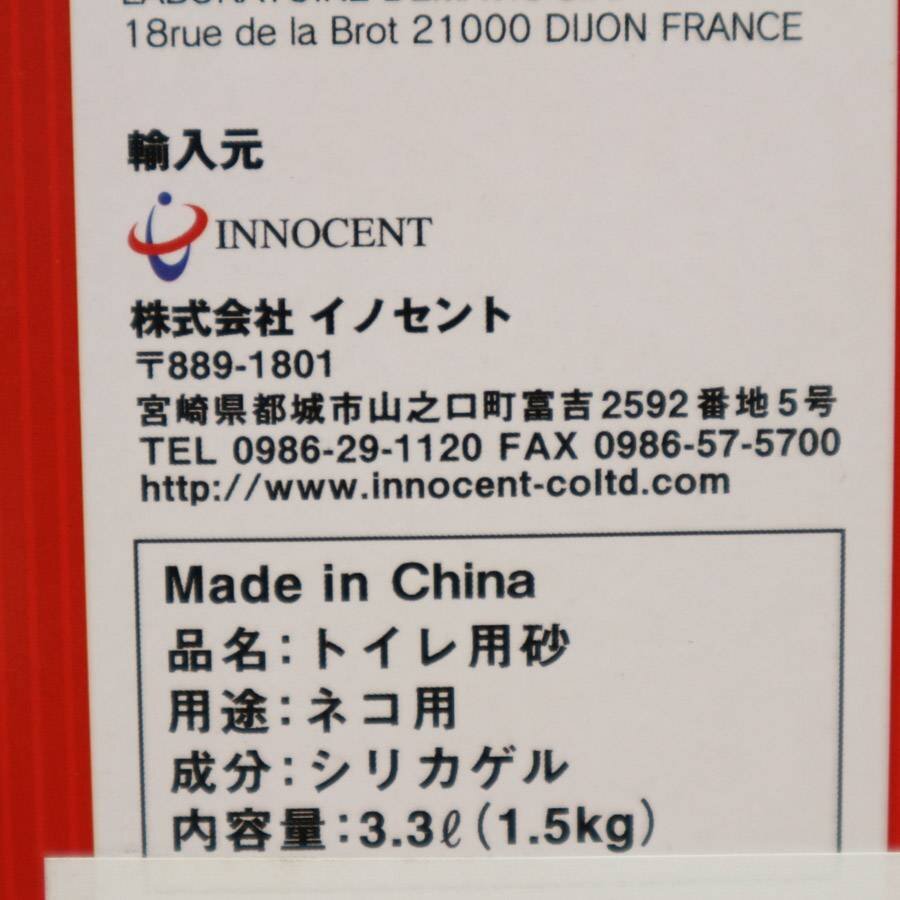 LABORATOIRE
18rue de la Brot 21000 DIJON FRANCE
輸入元
INNOCENT
株式会社 イノセント
〒889-1801
宮崎県都城市山之口町富吉2592番地5号
TEL 0986-29-1120 FAX 0986-57-5700
http://www.innocent-coltd.com
Made in China
品名:トイレ用砂
用途:ネコ用
成分:シリカゲル
内容量:3.3ℓ(1.5kg)